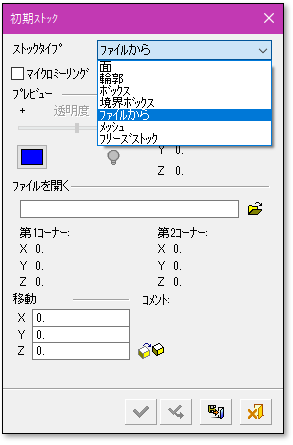 初期ストック
ストックタイプ
ファイルから
面
輪郭
ボックス
境界ボックス
ファイルから
メッシュ
フリーズストック
マイクロミーリング
プレビュー
+ 透明度
Y 0.
Z 0.
ファイルを開く
第1コーナー: 第2コーナー:
X 0. X 0.
Y 0. Y 0.
Z 0. Z 0.
移動 コメント:
X 0.
Y 0.
Z 0.